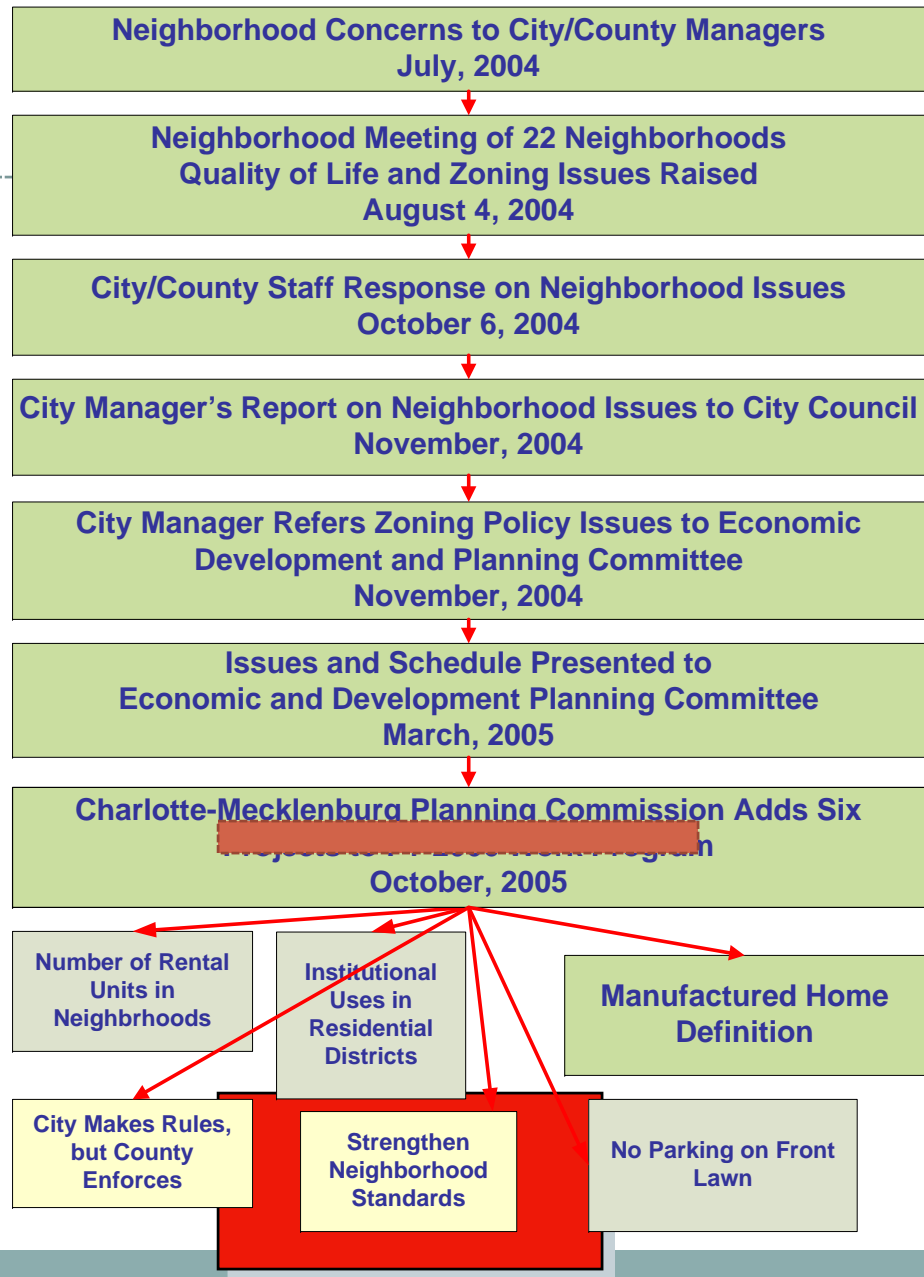 Neighborhood Concerns to City/County Managers
July, 2004
Neighborhood Meeting of 22 Neighborhoods
Quality of Life and Zoning Issues Raised
August 4, 2004
City/County Staff Response on Neighborhood Issues
October 6, 2004
City Manager's Report on Neighborhood Issues to City Council
November, 2004
City Manager Refers Zoning Policy Issues to Economic
Development and Planning Committee
November, 2004
Issues and Schedule Presented to
Economic and Development Planning Committee
March, 2005
Charlotte-Mecklenburg Planning Commission Adds Six
October, 2005
Number of Rental
Units in
Neighbrhoods
Institutional
Uses in
Residential
Districts
Manufactured Home
Definition
City Makes Rules,
but County
Enforces
Strengthen
Neighborhood
Standards
No Parking on Front
Lawn